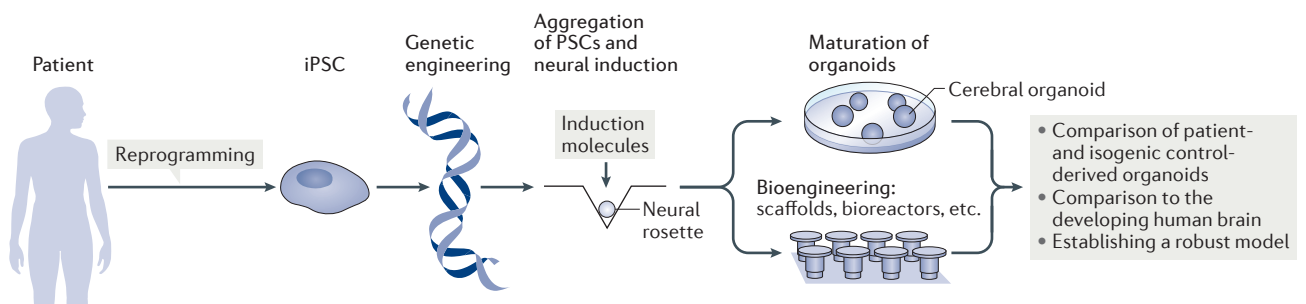 Patient
Reprogramming
iPSC
Genetic
engineering
Aggregation
of PSCs and
neural induction
Induction
molecules
Neural
rosette
Maturation of
organoids
Cerebral organoid
Bioengineering:
scaffolds, bioreactors, etc.
• Comparison of patient-
and isogenic control-
derived organoids
• Comparison to the
developing human brain
• Establishing a robust model